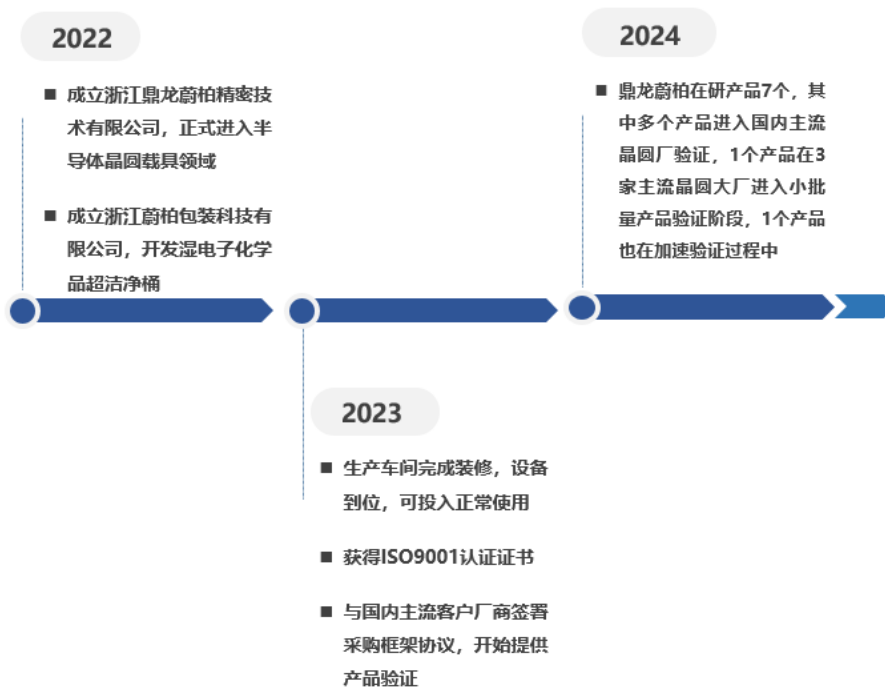 2022
■ 成立浙江鼎龙蔚柏精密技
术有限公司，正式进入半
导体晶圆载具领域
■ 成立浙江蔚柏包装科技有
限公司，开发湿电子化学
品超洁净桶
2023
■ 生产车间完成装修，设备
到位，可投入正常使用
■ 获得ISO9001认证证书
■ 与国内主流客户厂商签署
采购框架协议，开始提供
产品验证
2024
■ 鼎龙蔚柏在研产品7个，其
中多个产品进入国内主流
晶圆厂验证，1个产品在3
家主流晶圆大厂进入小批
量产品验证阶段，1个产品
也在加速验证过程中